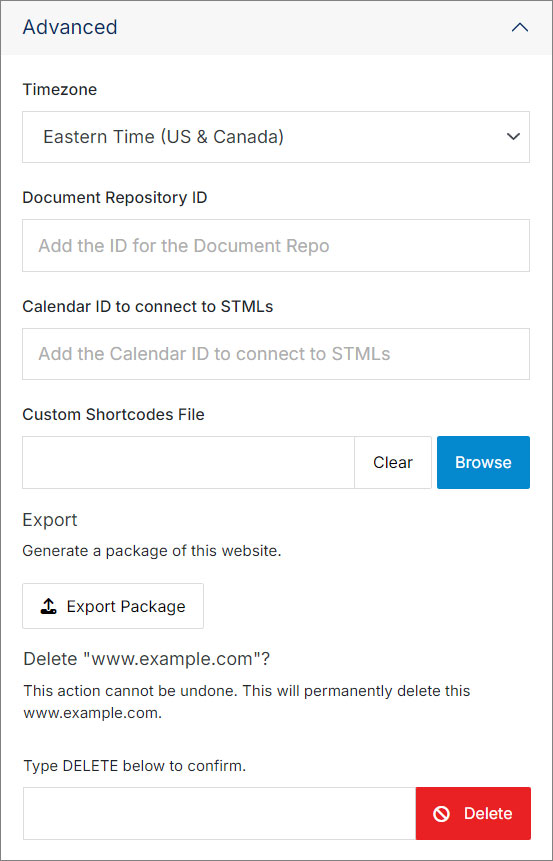 Advanced
Timezone
Eastern Time (US & Canada)
Document Repository ID
Add the ID for the Document Repo
Calendar ID to connect to STMLs
Add the Calendar ID to connect to STMLs
Custom Shortcodes File
Clear Browse
Export
Generate a package of this website.
Export Package
Delete "www.example.com"?
This action cannot be undone. This will permanently delete this
www.example.com.
Type DELETE below to confirm.
Delete